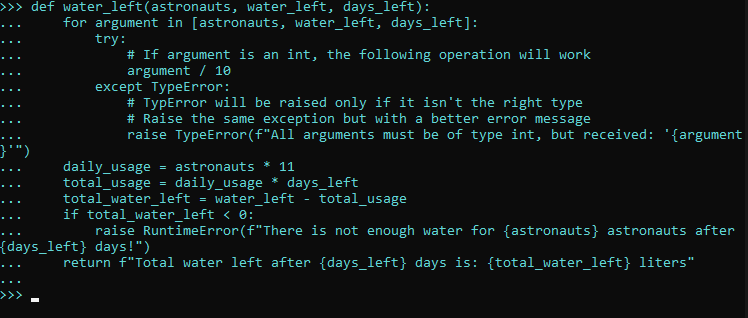 >>> def water_left(astronauts, water_left, days_left):
...     for argument in [astronauts, water_left, days_left]:
...         try:
...             # If argument is an int, the following operation will work
...             argument / 10
...         except TypeError:
...             # TypError will be raised only if it isn't the right type
...             # Raise the same exception but with a better error message
...             raise TypeError(f"All arguments must be of type int, but received: '{argument
}'")
...     daily_usage = astronauts * 11
...     total_usage = daily_usage * days_left
...     total_water_left = water_left - total_usage
...     if total_water_left < 0:
...         raise RuntimeError(f"There is not enough water for {astronauts} astronauts after
{days_left} days!")
...     return f"Total water left after {days_left} days is: {total_water_left} liters"
...
>>>